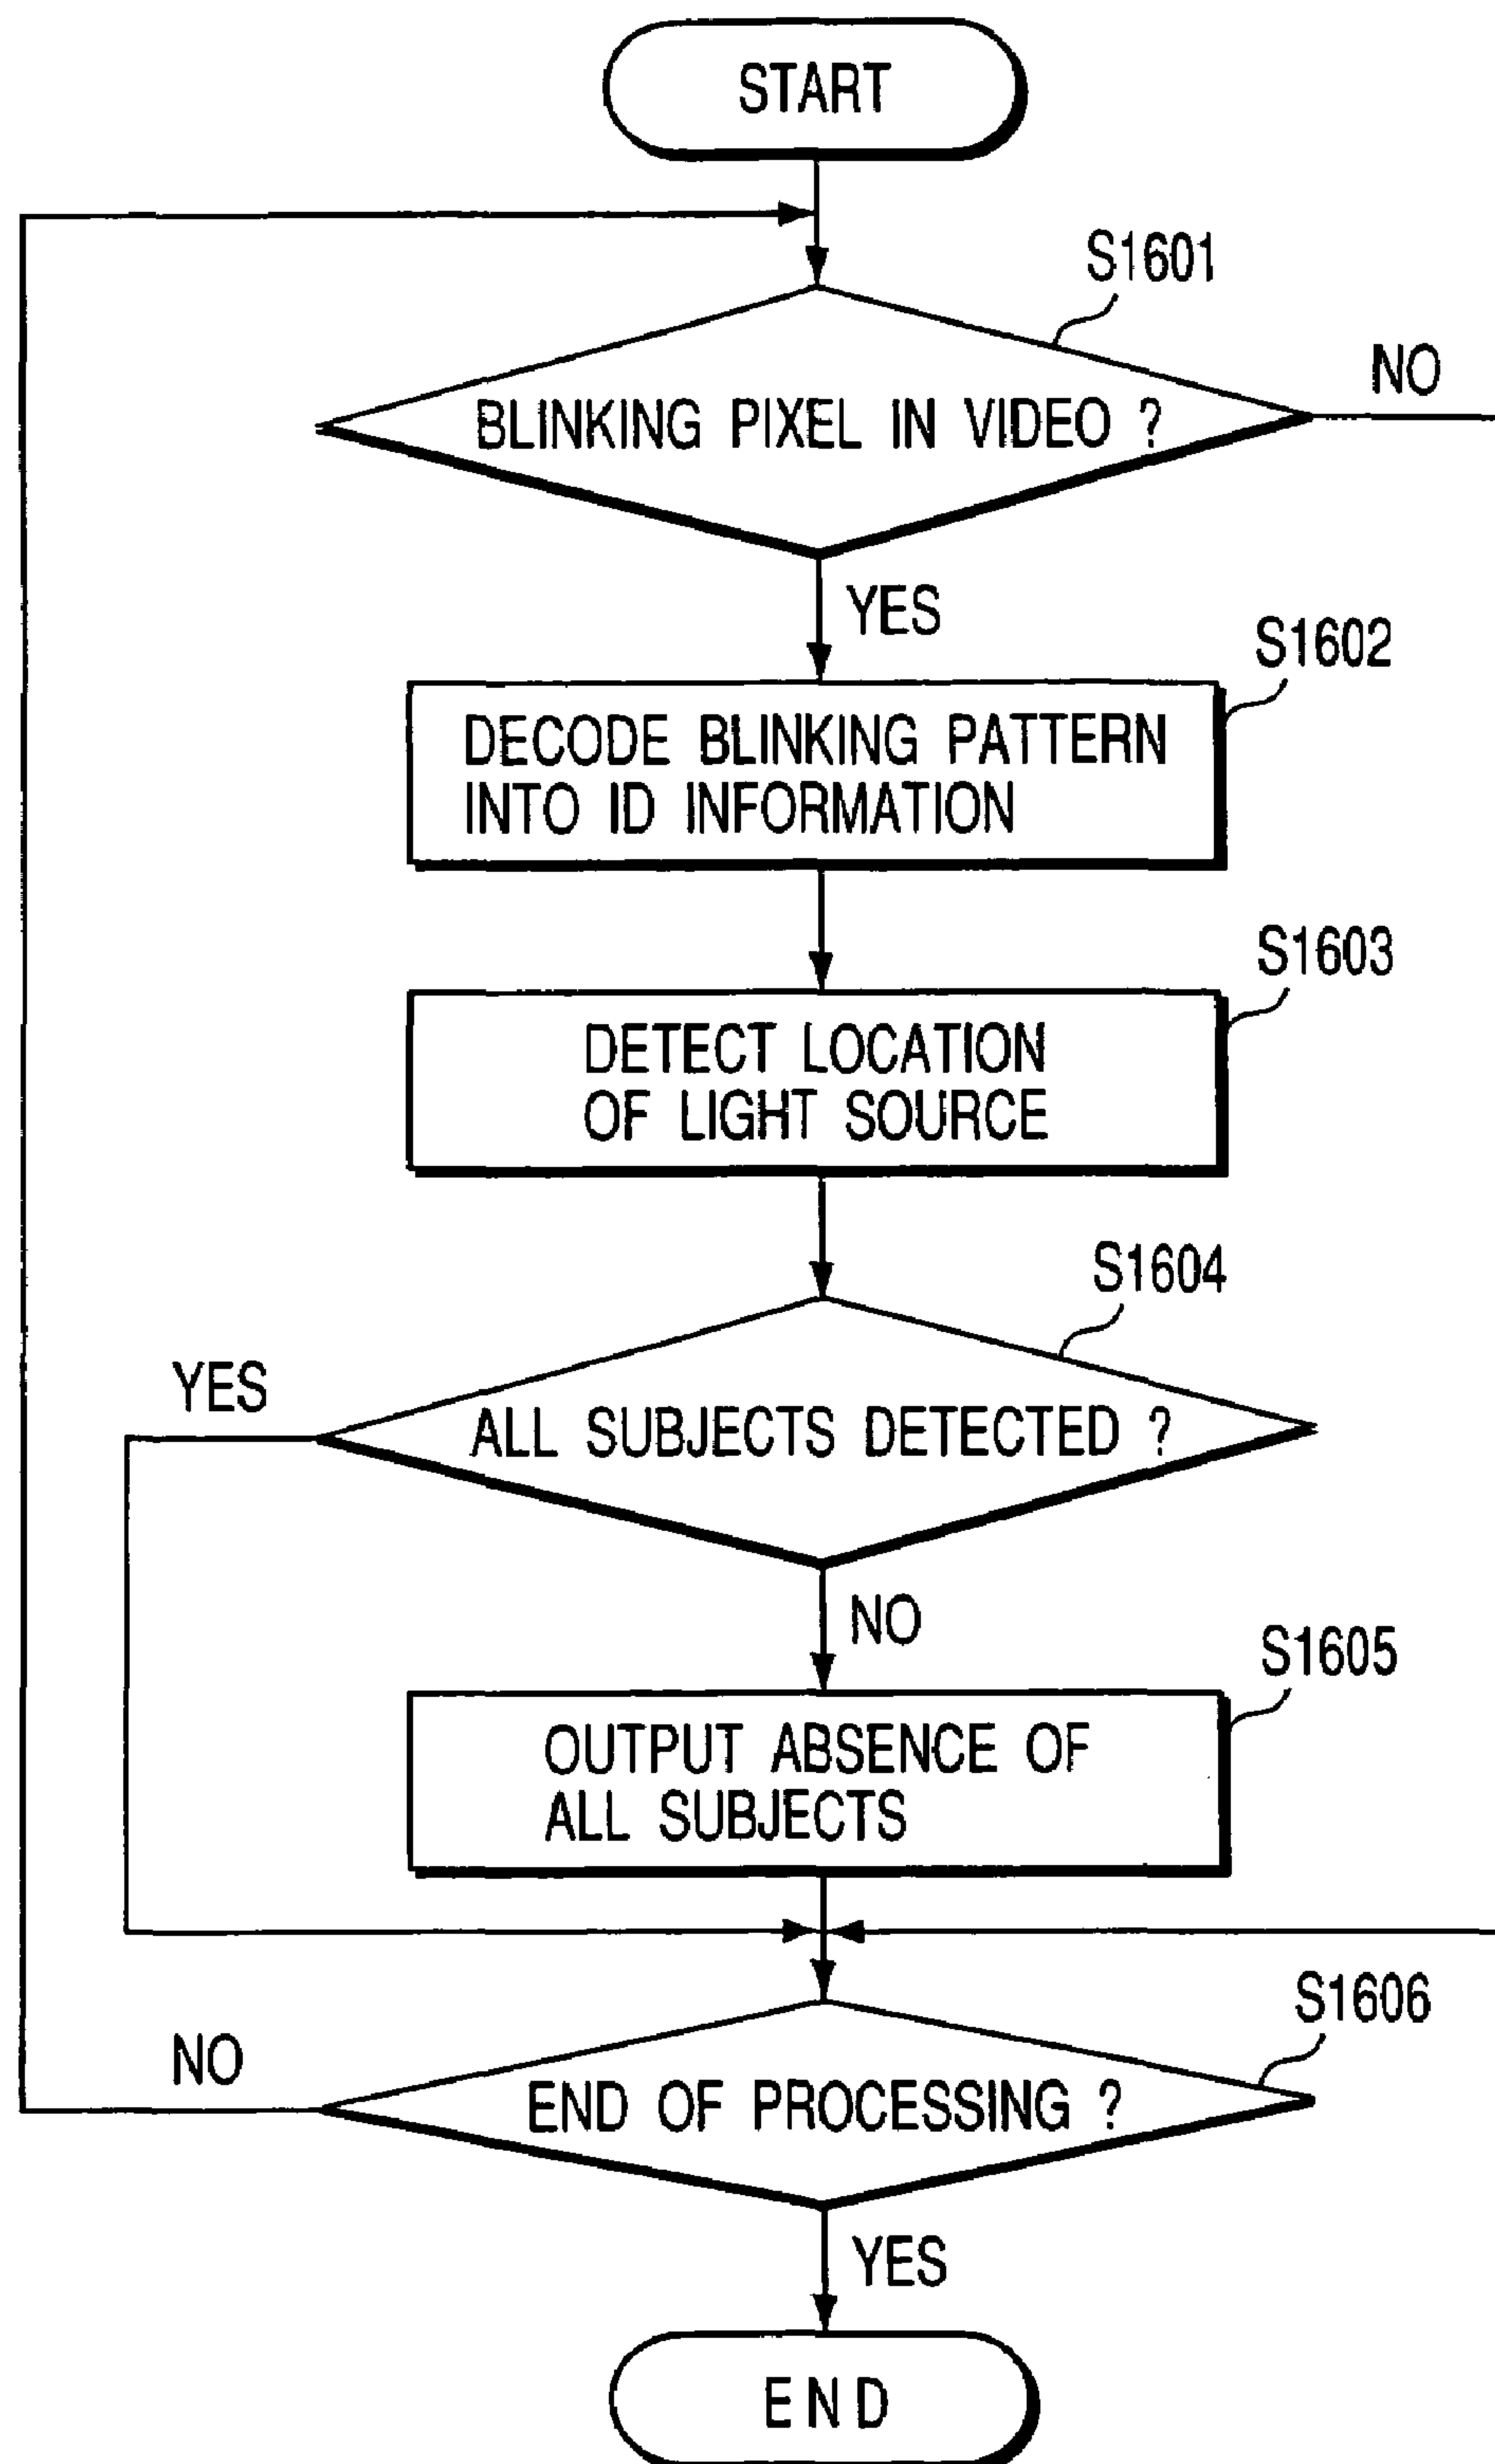 START
S1601
NO
BLINKING PIXEL IN VIDEO ?
YES
S1602
DECODE BLINKING PATTERN
INTO ID INFORMATION
S1603
DETECT LOCATION
OF LIGHT SOURCE
S1604
YES
ALL SUBJECTS DETECTED ?
NO
S1605
OUTPUT ABSENCE OF
ALL SUBJECTS
S1606
NO
END OF PROCESSING ?
YES
END